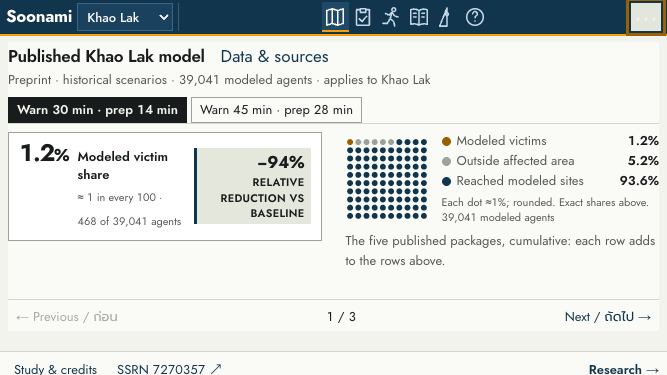 Soonami Khao Lak
Published Khao Lak model Data & sources
Preprint · historical scenarios · 39,041 modeled agents · applies to Khao Lak
Warn 30 min · prep 14 min Warn 45 min · prep 28 min
1.2% Modeled victim
share
≈ 1 in every 100 ·
468 of 39,041 agents
−94%
RELATIVE
REDUCTION VS
BASELINE
Modeled victims 1.2%
Outside affected area 5.2%
Reached modeled sites 93.6%
Each dot ≈1%; rounded. Exact shares above.
39,041 modeled agents
The five published packages, cumulative: each row adds
to the rows above.
← Previous / ก่อน 1 / 3 Next / ถัดไป →
Study & credits SSRN 7270357 ↗ Research →